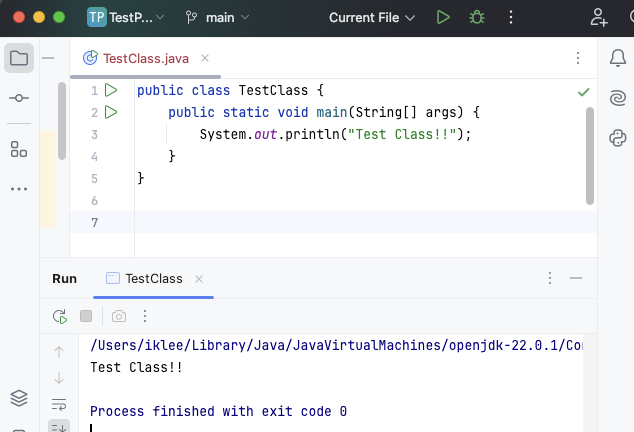 TP TestP... main Current File
TestClass.java
1 public class TestClass {
2 public static void main(String[] args) {
3 System.out.println("Test Class!!");
4 }
5 }
6
7
Run TestClass
/Users/iklee/Library/Java/JavaVirtualMachines/openjdk-22.0.1/Con
Test Class!!
Process finished with exit code 0